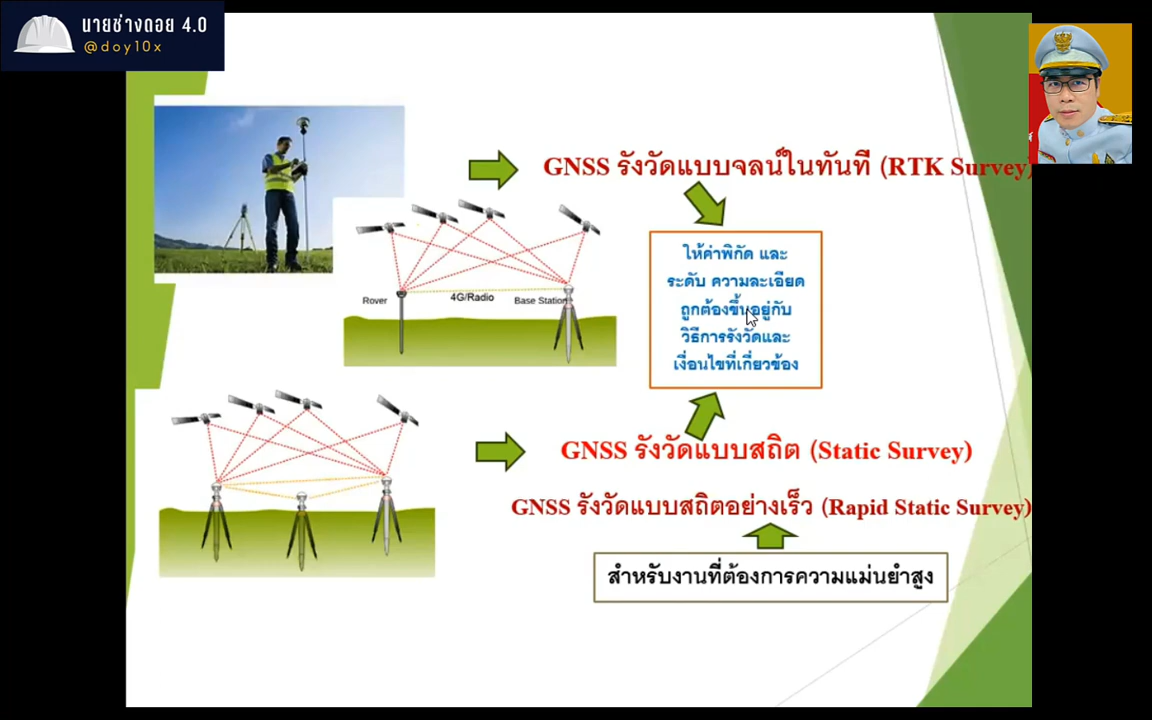 นายช่างดอย 4.0
@doy10x
GNSS รังวัดแบบจลน์ในทันที (RTK Survey)
ให้ค่าพิกัด และ
ระดับ ความละเอียด
ถูกต้องขึ้นอยู่กับ
วิธีการรังวัดและ
เงื่อนไขที่เกี่ยวข้อง
Rover
4G/Radio
Base Station
GNSS รังวัดแบบสถิต (Static Survey)
GNSS รังวัดแบบสถิตอย่างเร็ว (Rapid Static Survey)
สำหรับงานที่ต้องการความแม่นยำสูง